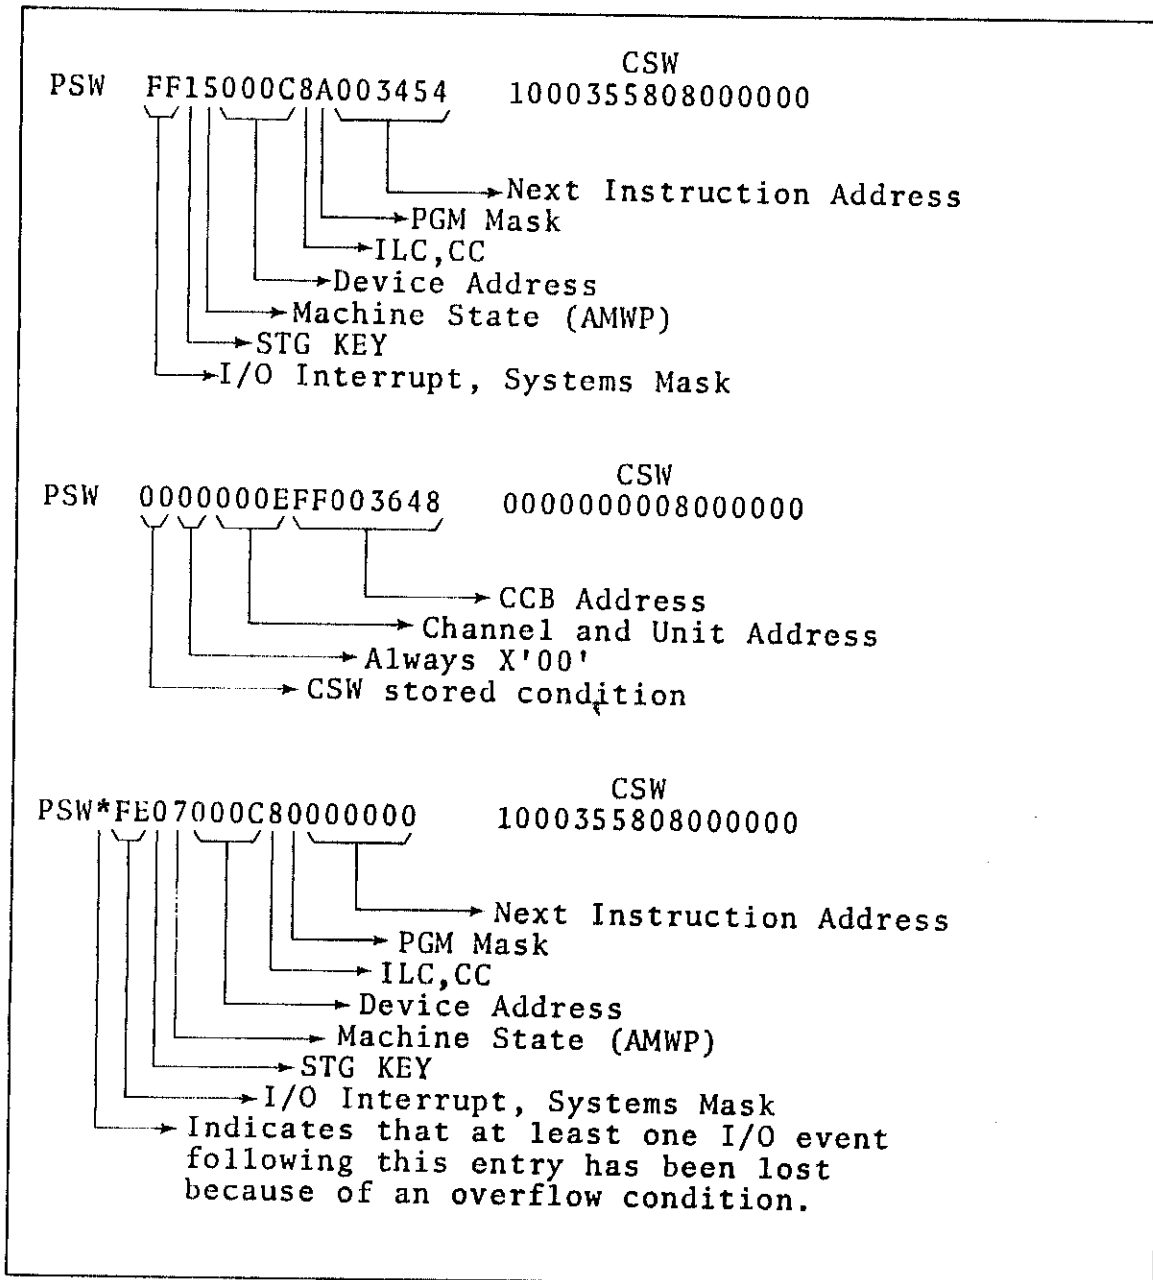 CSW
PSW FF15000C8A003454 1000355808000000
Next Instruction Address
PGM Mask
ILC,CC
Device Address
Machine State (AMWP)
STG KEY
I/O Interrupt, Systems Mask
CSW
PSW 0000000EFF003648 0000000008000000
CCB Address
Channel and Unit Address
Always X'00'
CSW stored condition
CSW
PSW*FE07000C80000000 1000355808000000
Next Instruction Address
PGM Mask
ILC,CC
Device Address
Machine State (AMWP)
STG KEY
I/O Interrupt, Systems Mask
Indicates that at least one I/O event
following this entry has been lost
because of an overflow condition.